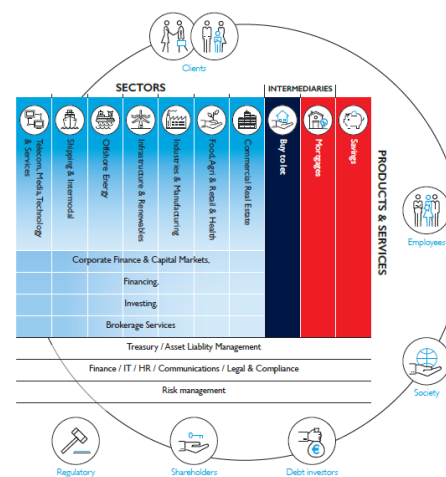 Clients
SECTORS
INTERMEDIARIES
Telecom, Media, Technology
& Services
Shipping & Intermodal
Offshore Energy
Infrastructure & Renewables
Industries & Manufacturing
Food, Agri & Retail & Health
Commercial Real Estate
Buy to let
Mortgages
Savings
PRODUCTS & SERVICES
Employees
Corporate Finance & Capital Markets,
Financing,
Investing,
Brokerage Services
Treasury / Asset Liablity Management
Finance / IT / HR / Communications / Legal & Compliance
Risk management
Society
Regulatory
Shareholders
Debt investors